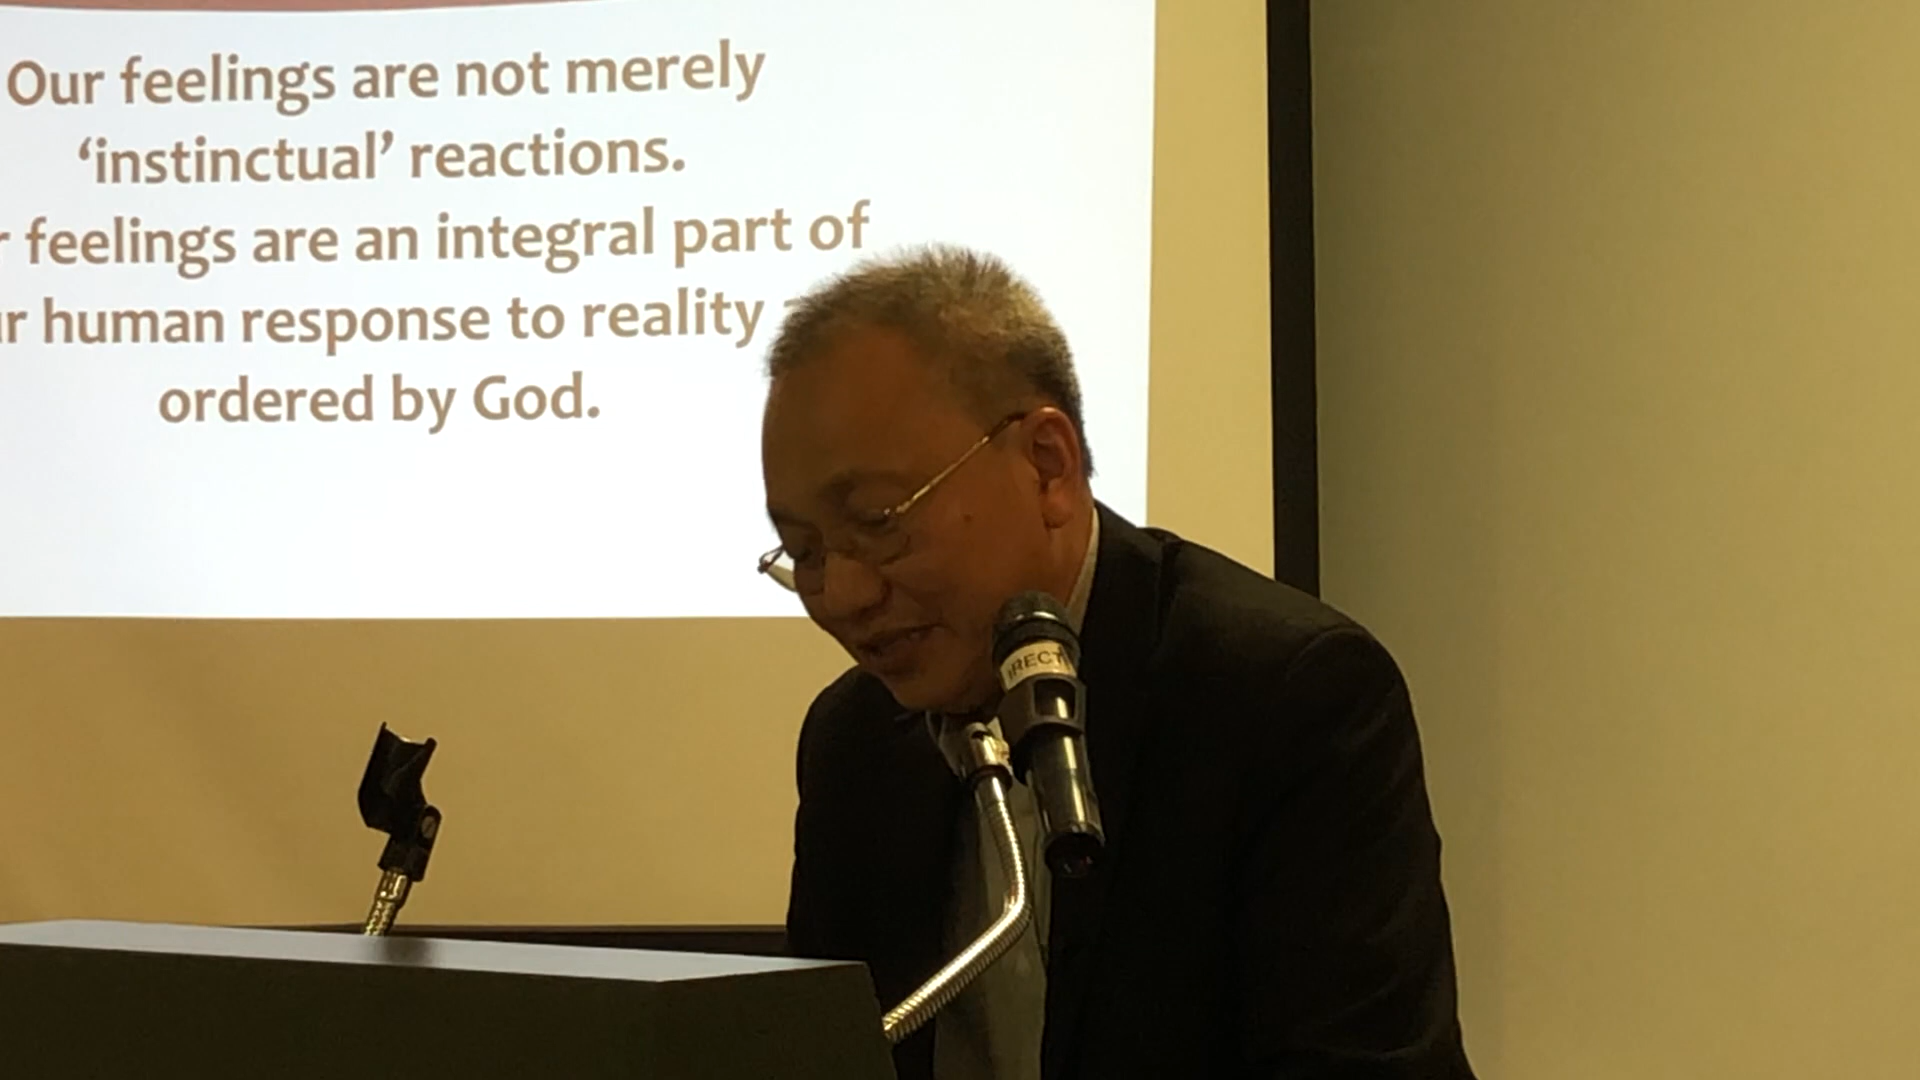 Our feelings are not merely
‘instinctual’ reactions.
r feelings are an integral part of
r human response to reality
ordered by God.
DIRECT